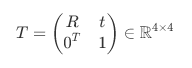 T = \begin{pmatrix} R & t \\ 0^T & 1 \end{pmatrix} \in \mathbb{R}^{4 \times 4}